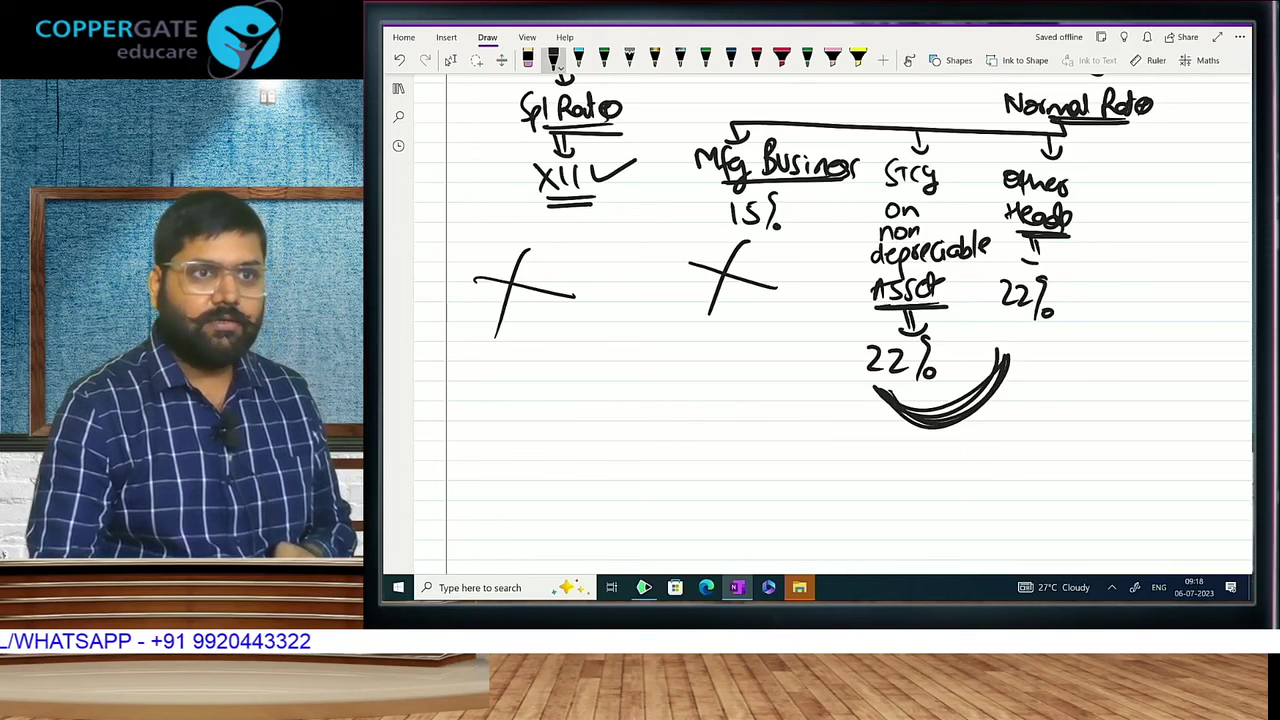 COPPERGATE
educare
Home Insert Draw View Help
Saved offline
Share
Shapes
Ink to Shape
Ink to Text
Ruler
Maths
Spl Rate
Normal Rate
XII
Mfg Business
15%
STCG
on
non
depreciable
Asset
22%
Other
Heads
22%
Type here to search
27°C Cloudy
ENG
09:18
06-07-2023
L/WHATSAPP - +91 9920443322